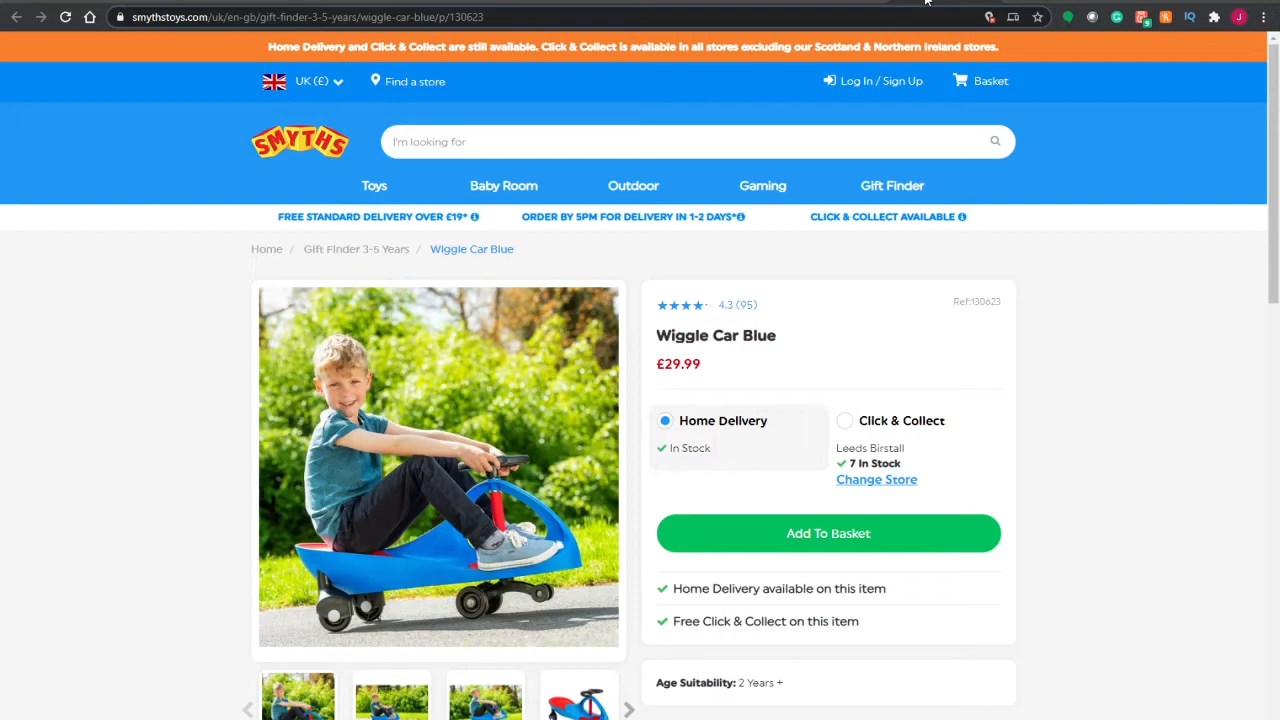 smythstoys.com/uk/en-gb/gift-finder-3-5-years/wiggle-car-blue/p/130623
Home Delivery and Click & Collect are still available. Click & Collect is available in all stores excluding our Scotland & Northern Ireland stores.
UK (£) Find a store Log In / Sign Up Basket
SMYTHS I'm looking for
Toys Baby Room Outdoor Gaming Gift Finder
FREE STANDARD DELIVERY OVER £19* ORDER BY 5PM FOR DELIVERY IN 1-2 DAYS* CLICK & COLLECT AVAILABLE
Home / Gift Finder 3-5 Years / Wiggle Car Blue
4.3 (95) Ref:130623
Wiggle Car Blue
£29.99
Home Delivery Click & Collect
In Stock Leeds Birstall
7 In Stock
Change Store
Add To Basket
Home Delivery available on this item
Free Click & Collect on this item
Age Suitability: 2 Years +